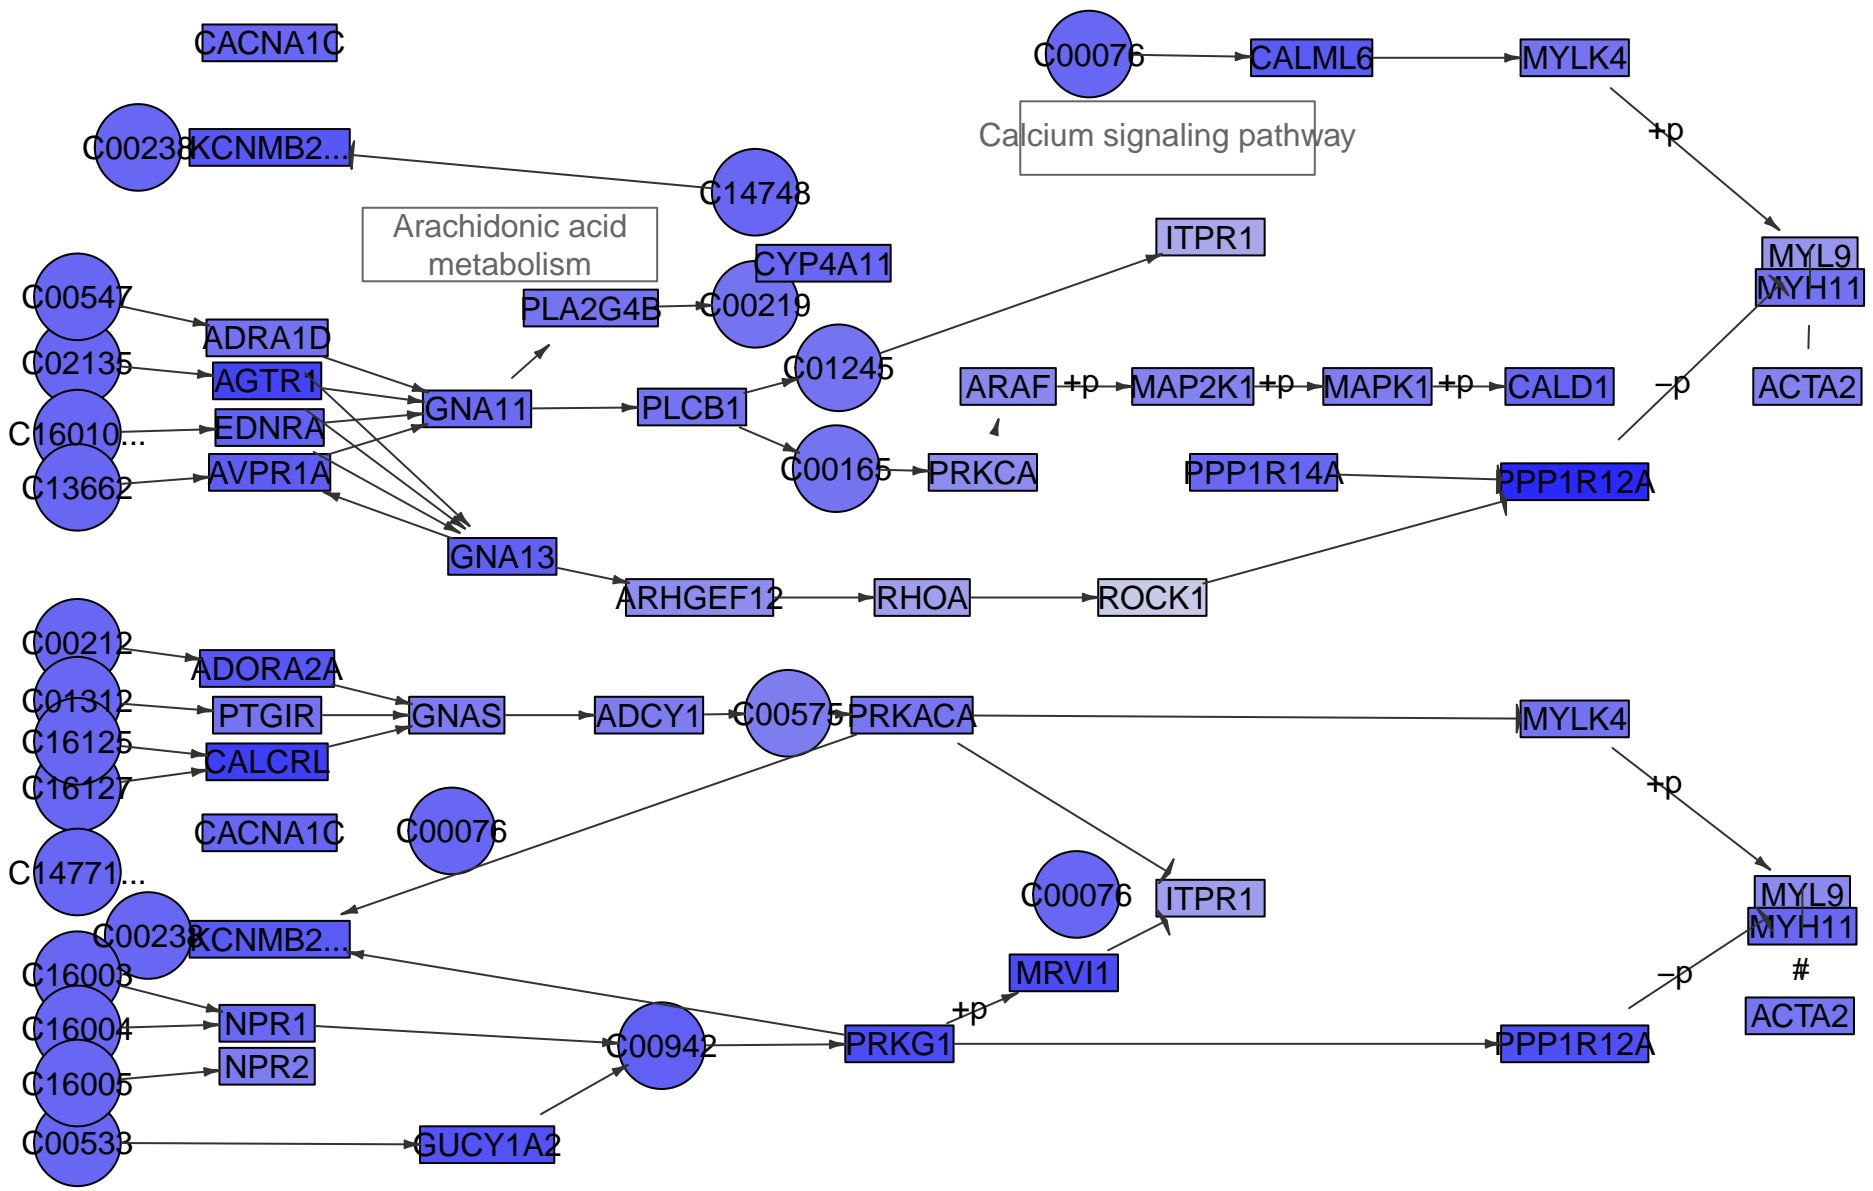 CACNA1C
C00076
CALML6
MYLK4
+p
Calcium signaling pathway
C00238
KCNMB2...
C14748
Arachidonic acid
metabolism
ITPR1
MYL9
MYH11
CYP4A11
C00219
PLA2G4B
C00547
ADRA1D
C02135
AGTR1
C01245
ARAF
+p
MAP2K1
+p
MAPK1
+p
CALD1
–p
ACTA2
GNA11
PLCB1
C16010...
EDNRA
C13662
AVPR1A
C00165
PRKCA
PPP1R14A
PPP1R12A
GNA13
ARHGEF12
RHOA
ROCK1
C00212
ADORA2A
C01312
PTGIR
GNAS
ADCY1
C00575
PRKACA
MYLK4
C16125
CALCRL
C16127
+p
CACNA1C
C00076
C14771...
C00076
ITPR1
MYL9
MYH11
C00238
KCNMB2...
C16003
MRVI1
–p
#
+p
ACTA2
C16004
NPR1
C00942
PRKG1
PPP1R12A
NPR2
C16005
C00533
GUCY1A2